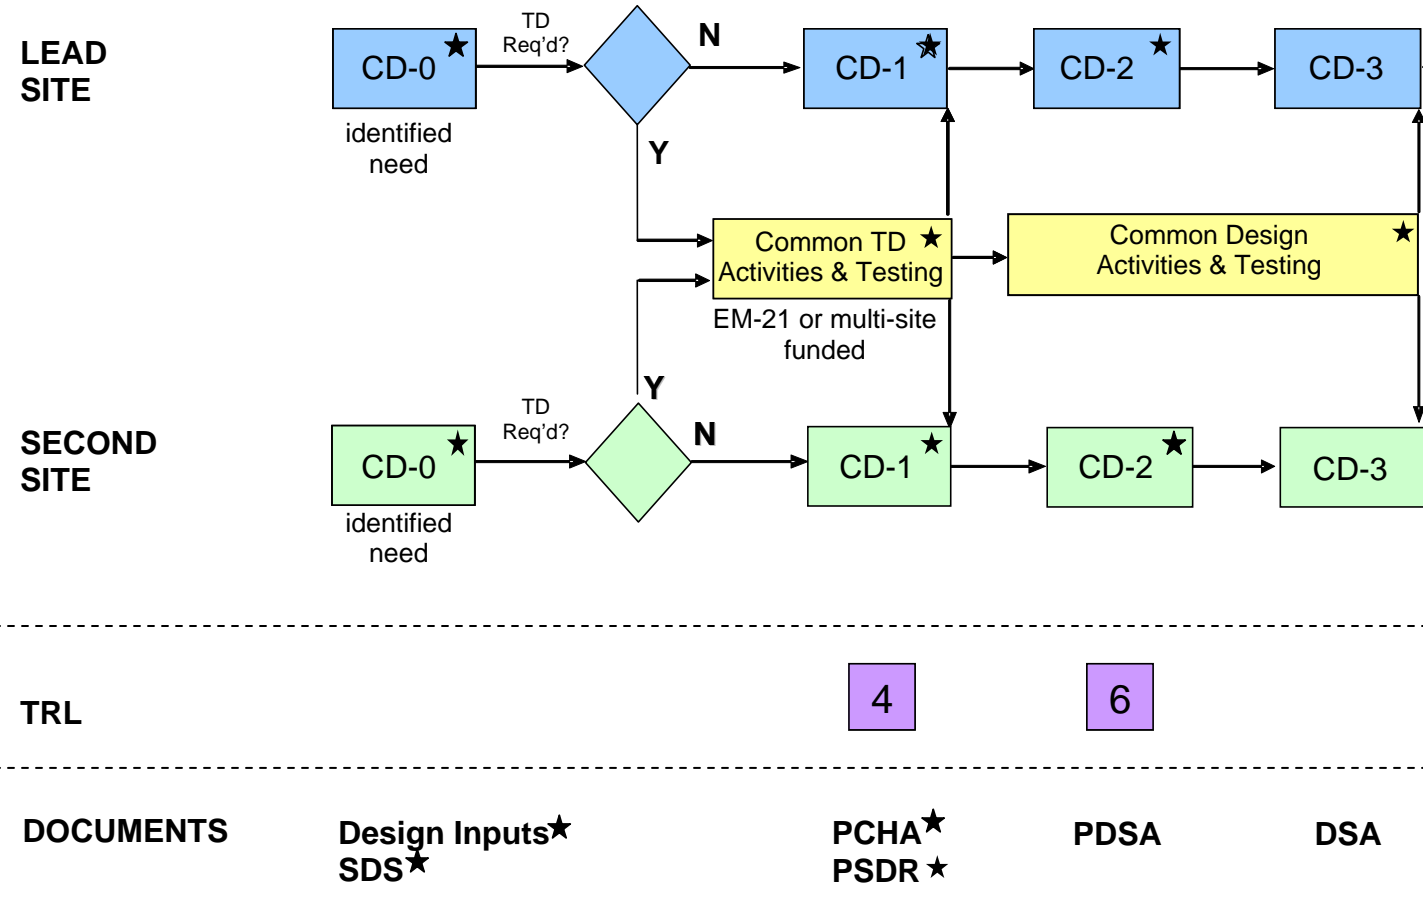 LEAD
SITE
CD-0
identified
need
TD
Req'd?
N
Y
CD-1
CD-2
CD-3
Common TD
Activities & Testing
EM-21 or multi-site
funded
Common Design
Activities & Testing
SECOND
SITE
CD-0
identified
need
TD
Req'd?
Y
N
CD-1
CD-2
CD-3
TRL
4
6
DOCUMENTS
Design Inputs
SDS
PCHA
PSDR
PDSA
DSA